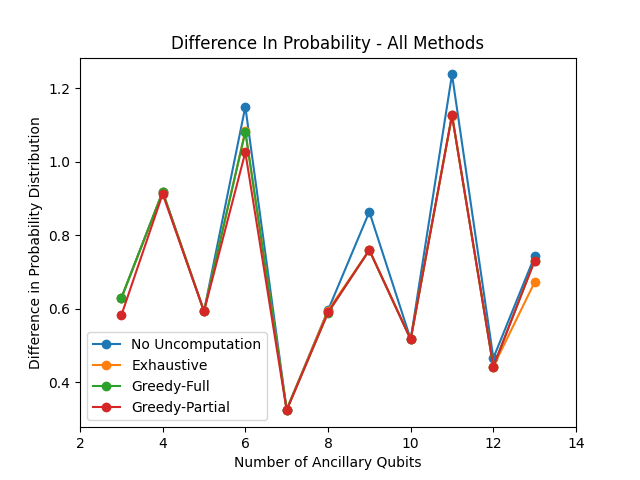 Difference In Probability - All Methods
Difference in Probability Distribution
1.2
1.0
0.8
0.6
0.4
No Uncomputation
Exhaustive
Greedy-Full
Greedy-Partial
2
4
6
8
10
12
14
Number of Ancillary Qubits